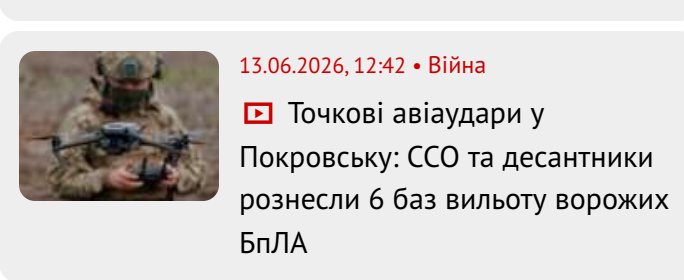 13.06.2026, 12:42 • Війна
Точкові авіаудари у
Покровську: ССО та десантники
рознесли 6 баз вильоту ворожих
БпЛА